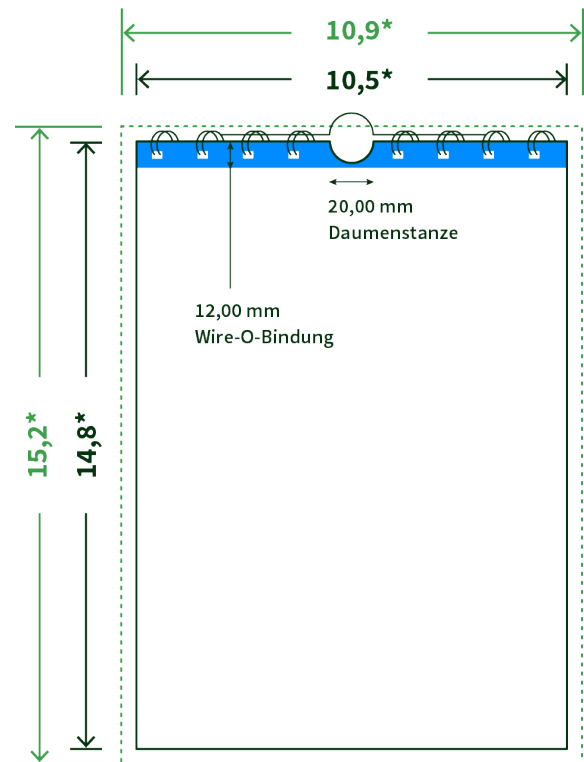 10,9*
10,5*
20,00 mm
Daumenstanze
12,00 mm
Wire-O-Bindung
15,2*
14,8*